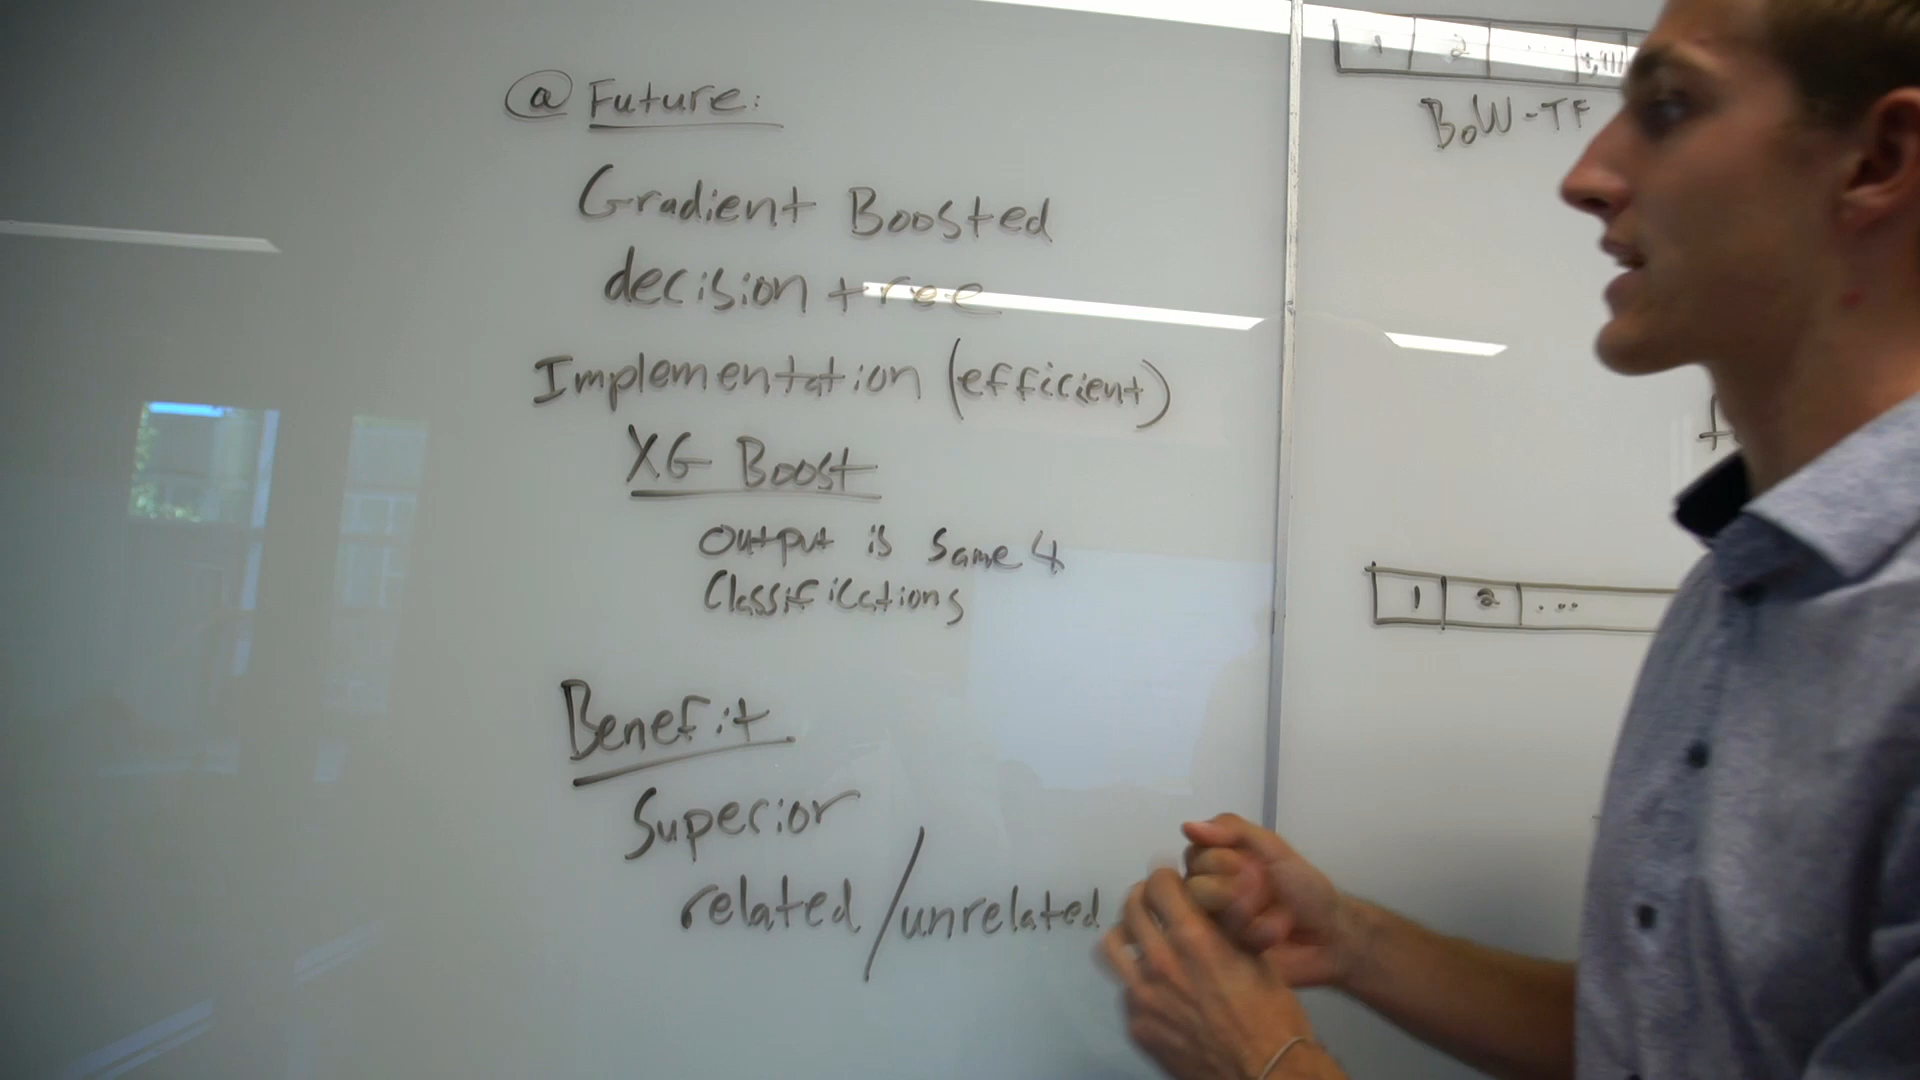 @ Future:
Gradient Boosted
decision tree
Implementation (efficient)
XG Boost
Output is Same 4
Classifications
Benefit
Superior
related/unrelated
1 2 ...
BoW-TF
1 2 ...